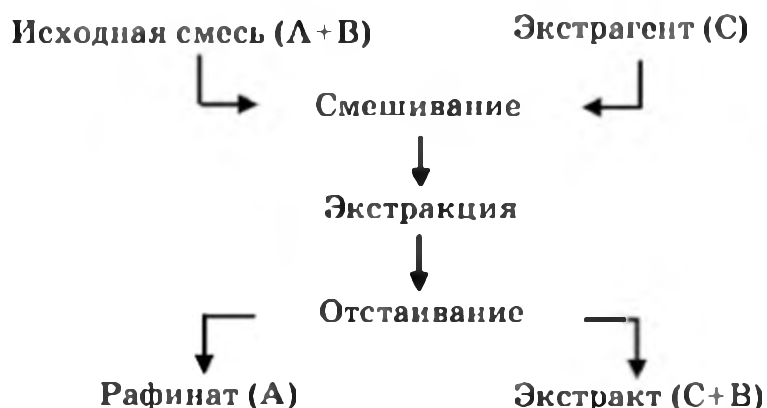 Исходная смесь (А+В) Экстрагент (С)
Смешивание
Экстракция
Отстаивание
Рафинат (А) Экстракт (С+В)